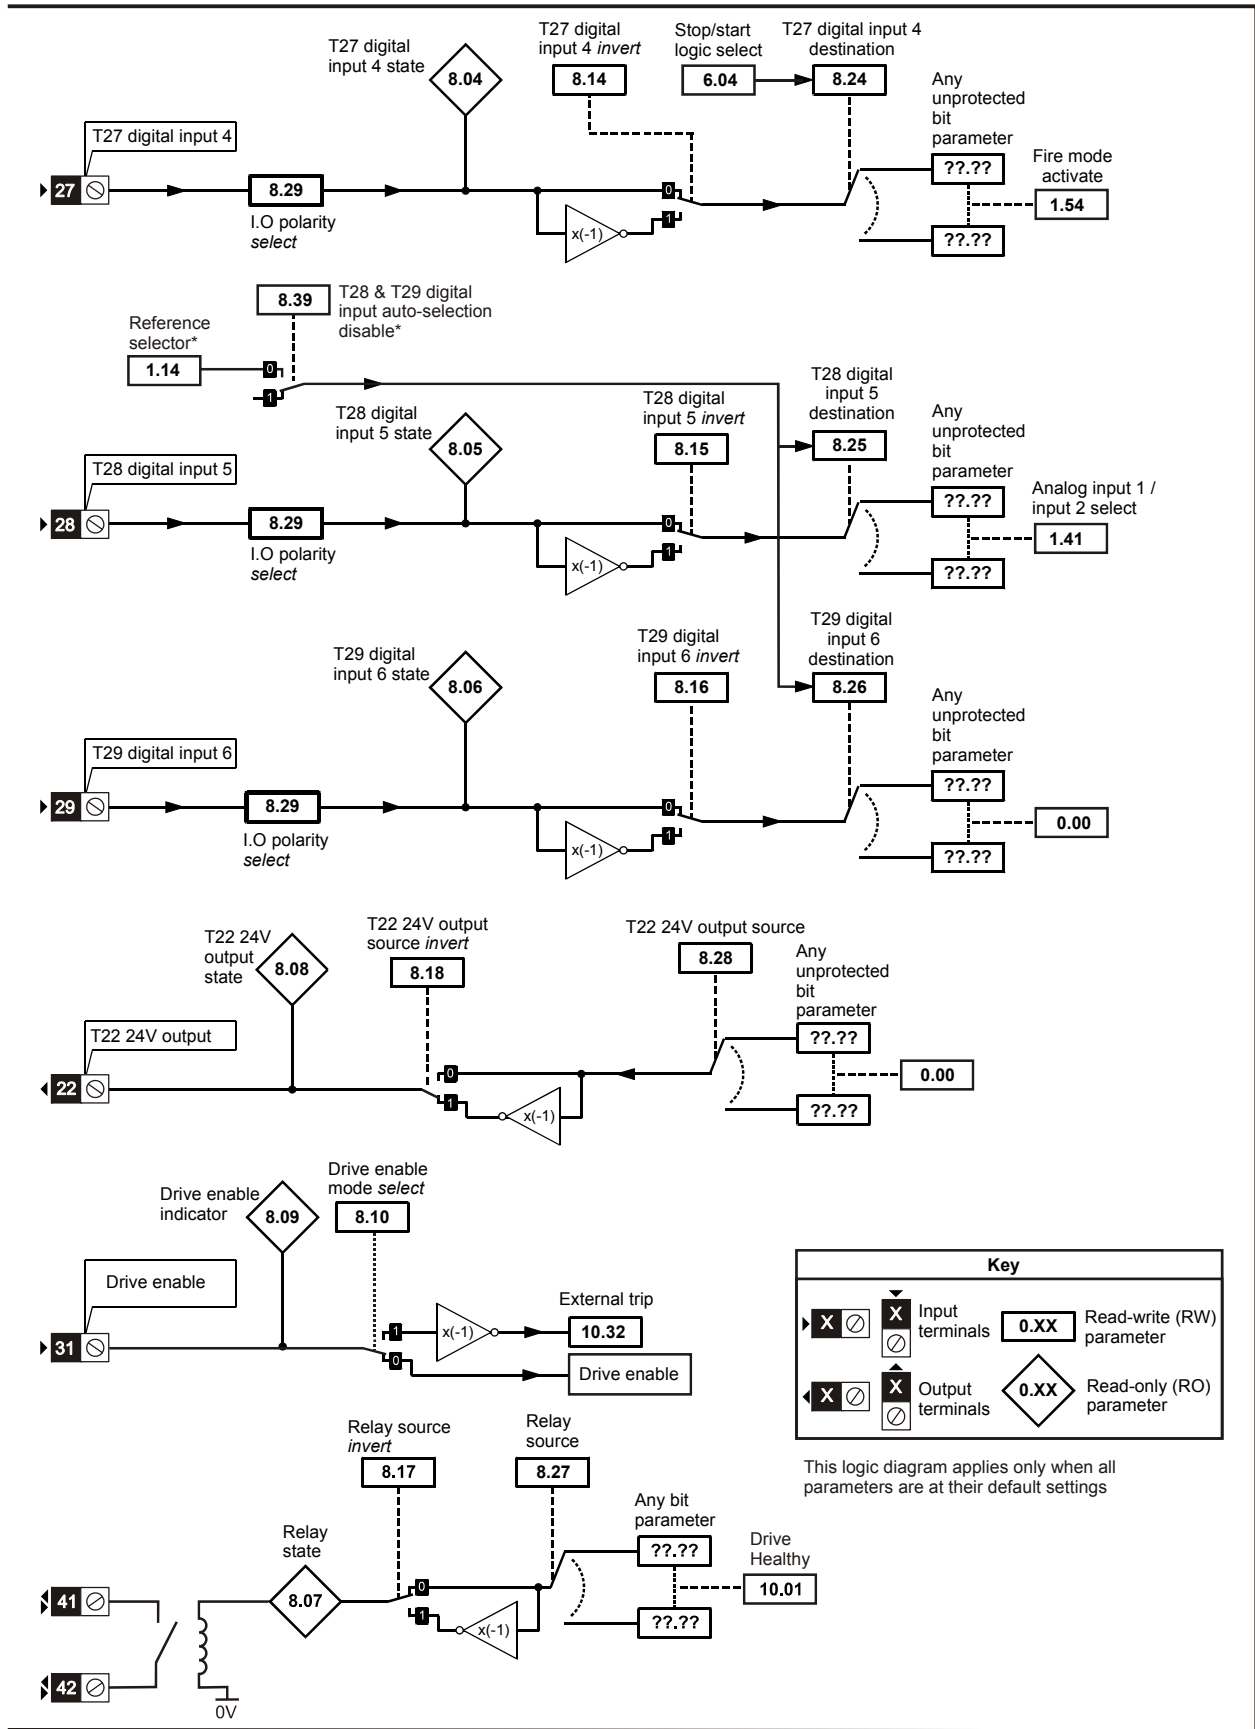 T27 digital
input 4 state
8.04
T27 digital
input 4 invert
8.14
Stop/start
logic select
6.04
T27 digital input 4
destination
8.24
Any
unprotected
bit
parameter
??.??
??.??
Fire mode
activate
1.54
T27 digital input 4
27
8.29
I.O polarity
select
0
1
x(-1)
8.39
T28 & T29 digital
input auto-selection
disable*
Reference
selector*
1.14
0
1
T28 digital
input 5 state
8.05
T28 digital
input 5 invert
8.15
T28 digital
input 5
destination
8.25
Any
unprotected
bit
parameter
??.??
??.??
Analog input 1 /
input 2 select
1.41
T28 digital input 5
28
8.29
I.O polarity
select
0
1
x(-1)
T29 digital
input 6 state
8.06
T29 digital
input 6 invert
8.16
T29 digital
input 6
destination
8.26
Any
unprotected
bit
parameter
??.??
??.??
0.00
T29 digital input 6
29
8.29
I.O polarity
select
0
1
x(-1)
T22 24V
output
state
8.08
T22 24V output
source invert
8.18
T22 24V output source
8.28
Any
unprotected
bit
parameter
??.??
??.??
0.00
T22 24V output
22
0
1
x(-1)
Drive enable
indicator
8.09
Drive enable
mode select
8.10
Drive enable
31
1
0
x(-1)
External trip
10.32
Drive enable
Key
X
X
Input
terminals
0.XX
Read-write (RW)
parameter
X
X
Output
terminals
0.XX
Read-only (RO)
parameter
This logic diagram applies only when all
parameters are at their default settings
Relay source
invert
8.17
Relay
source
8.27
Any bit
parameter
??.??
??.??
Drive
Healthy
10.01
Relay
state
8.07
0
1
x(-1)
41
42
0V